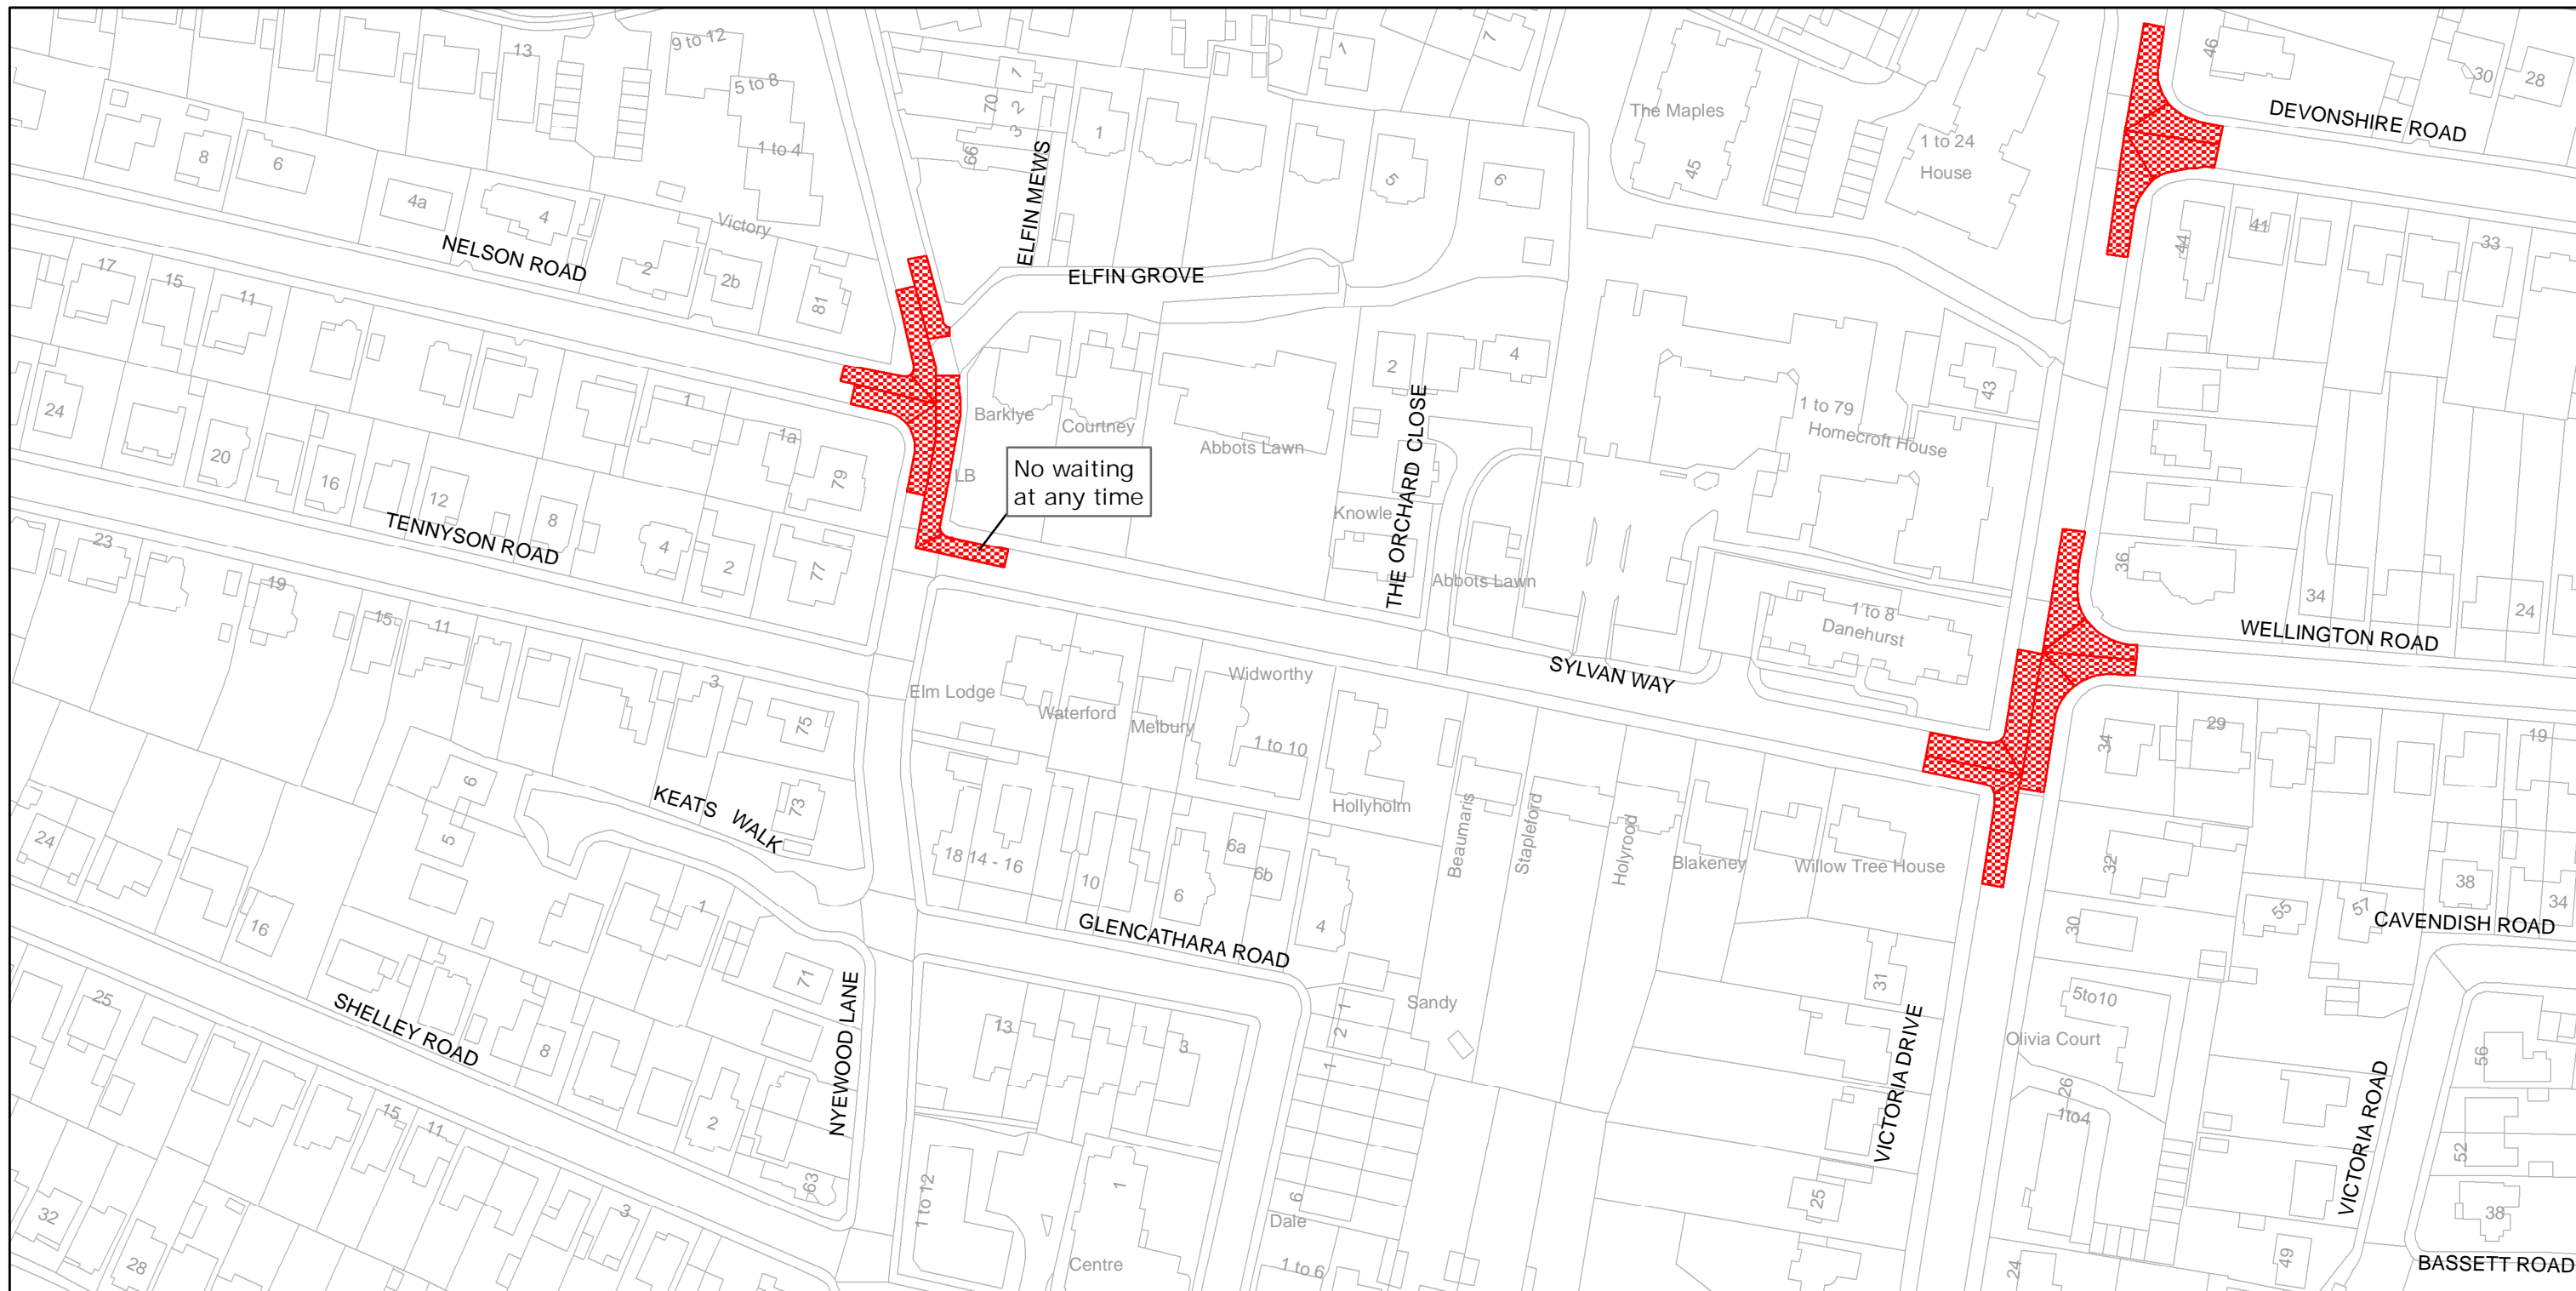 13
9 to 12
5 to 8
1 to 4
8
6
4a
4
NELSON ROAD
2
2b
Victory
81
17
15
11
1
70
2
3
66
ELFIN MEWS
1
1
5
6
7
ELFIN GROVE
The Maples
45
1 to 24
House
46
30
28
DEVONSHIRE ROAD
44
41
33
24
20
16
12
8
1
1a
79
TENNYSON ROAD
4
2
77
Barklye
Courtney
LB
No waiting
at any time
Abbots Lawn
2
4
THE ORCHARD CLOSE
Knowle
Abbots Lawn
1 to 79
Homecroft House
43
1 to 8
Danehurst
36
34
24
WELLINGTON ROAD
SYLVAN WAY
23
19
15
11
3
75
73
KEATS WALK
6
5
Elm Lodge
Waterford
Melbury
Widworthy
1 to 10
Hollyholm
Beaumaris
Stapleford
Holyrood
Blakeney
Willow Tree House
34
29
19
32
30
55
57
38
34
CAVENDISH ROAD
24
16
1
71
18 14 - 16
10
6
6a
6b
4
GLENCATHARA ROAD
SHELLEY ROAD
25
8
2
63
NYEWOOD LANE
13
3
1
2
1
6
Sandy
Dale
1 to 6
1 to 12
1
Centre
31
VICTORIA DRIVE
25
5to10
Olivia Court
26
1to4
24
VICTORIA ROAD
49
56
52
38
BASSETT ROAD
15
11
3
32
28